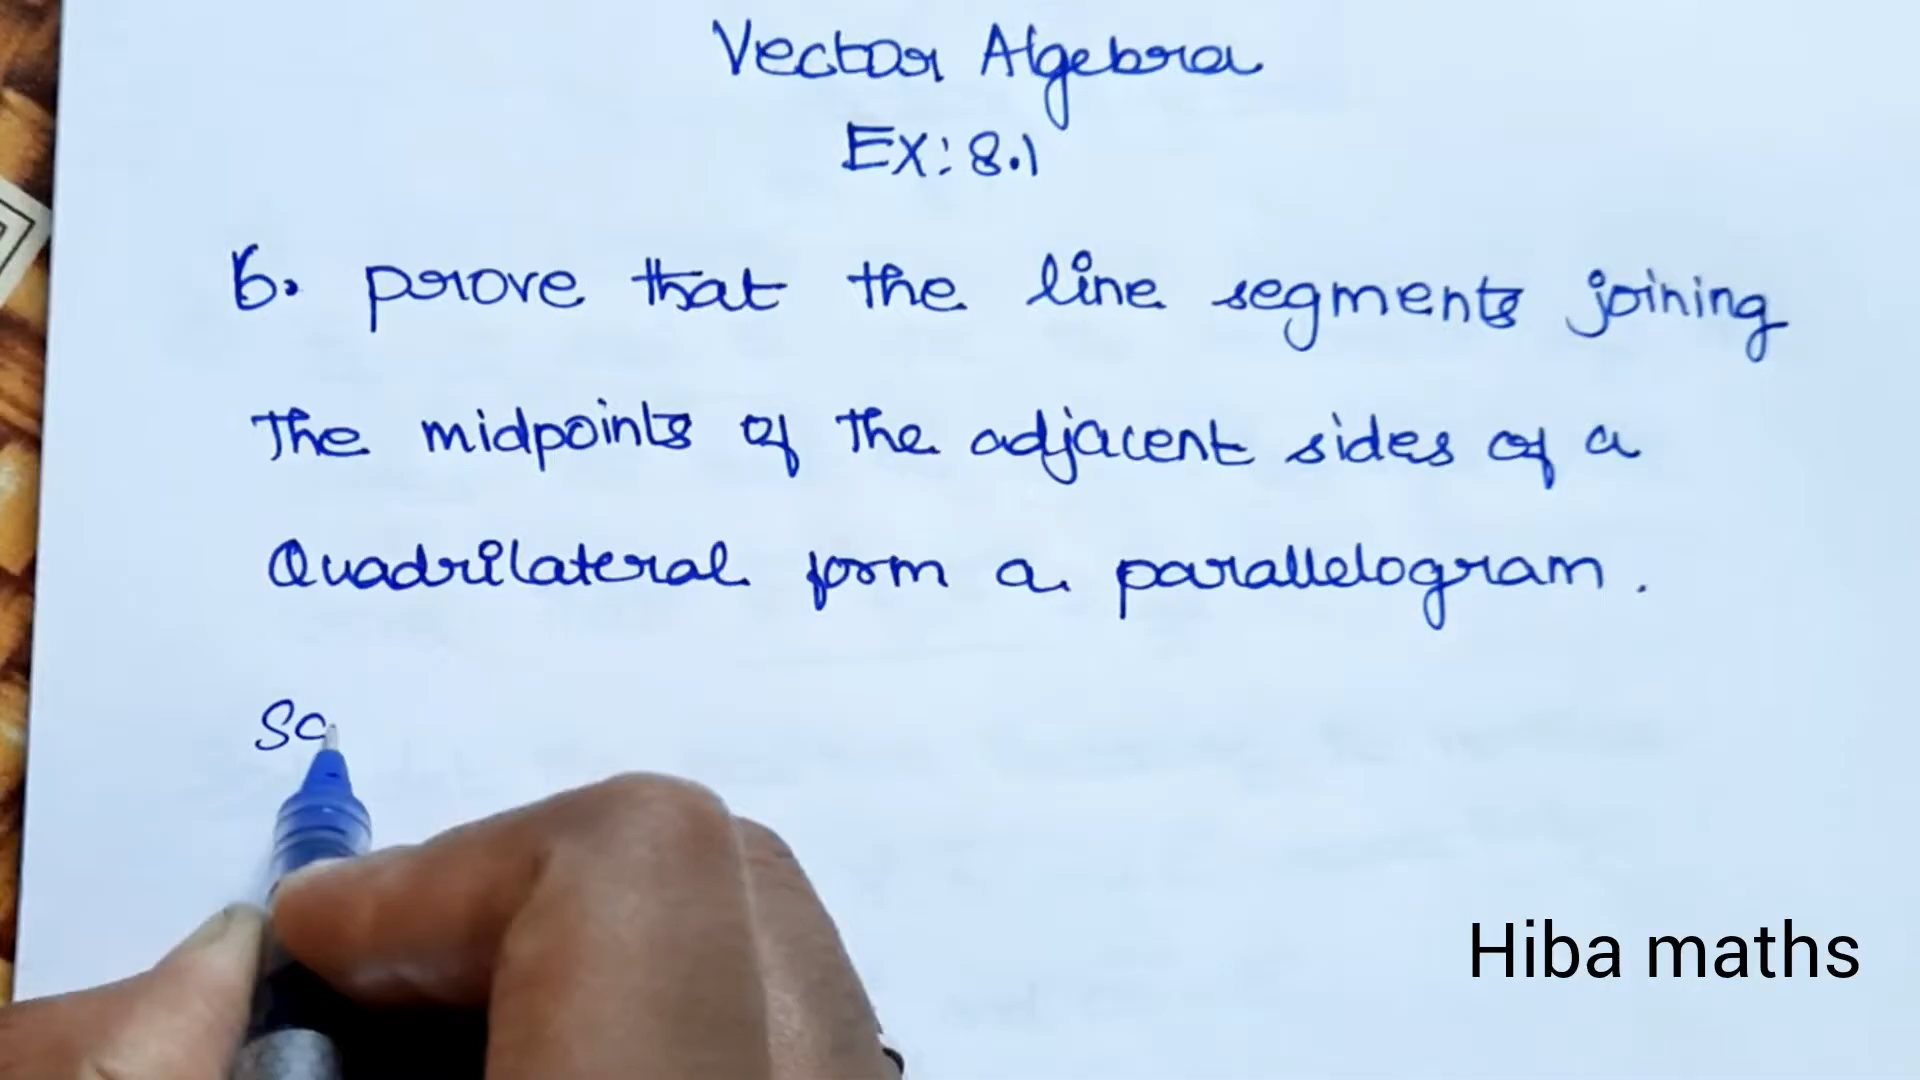 Vector Algebra
EX: 8.1
6. prove that the line segments joining
The midpoints of the adjacent sides of a
Quadrilateral form a parallelogram.
So
Hiba maths